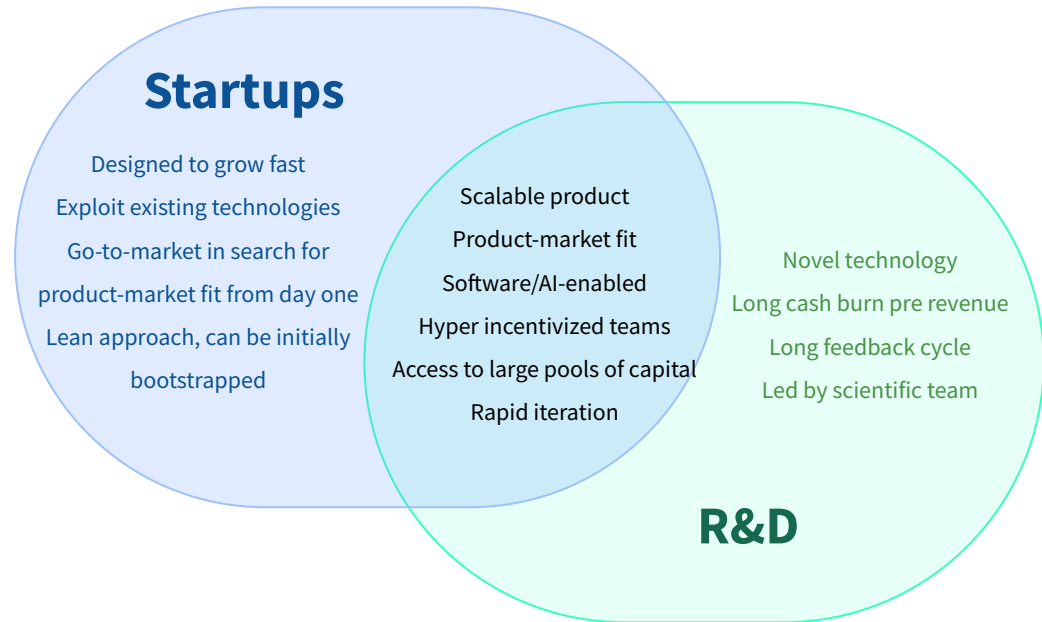 Startups
Designed to grow fast
Exploit existing technologies
Go-to-market in search for
product-market fit from day one
Lean approach, can be initially
bootstrapped
Scalable product
Product-market fit
Software/AI-enabled
Hyper incentivized teams
Access to large pools of capital
Rapid iteration
Novel technology
Long cash burn pre revenue
Long feedback cycle
Led by scientific team
R&D